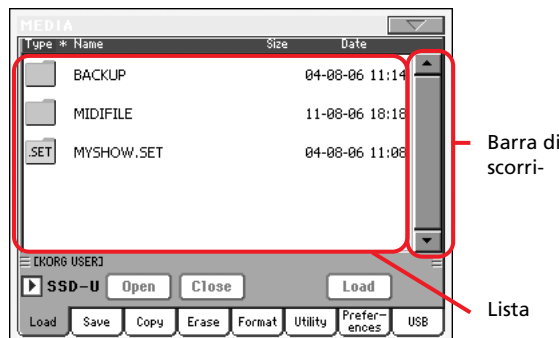 MEDIA
Type * Name Size Date
BACKUP 04-08-06 11:14
MIDIFILE 11-08-06 18:18
.SET MYSHOW.SET 04-08-06 11:08
[KORG USER]
SSD-U Open Close Load
Load Save Copy Erase Format Utility Prefer-
ences USB
Barra di
scorri-
Lista